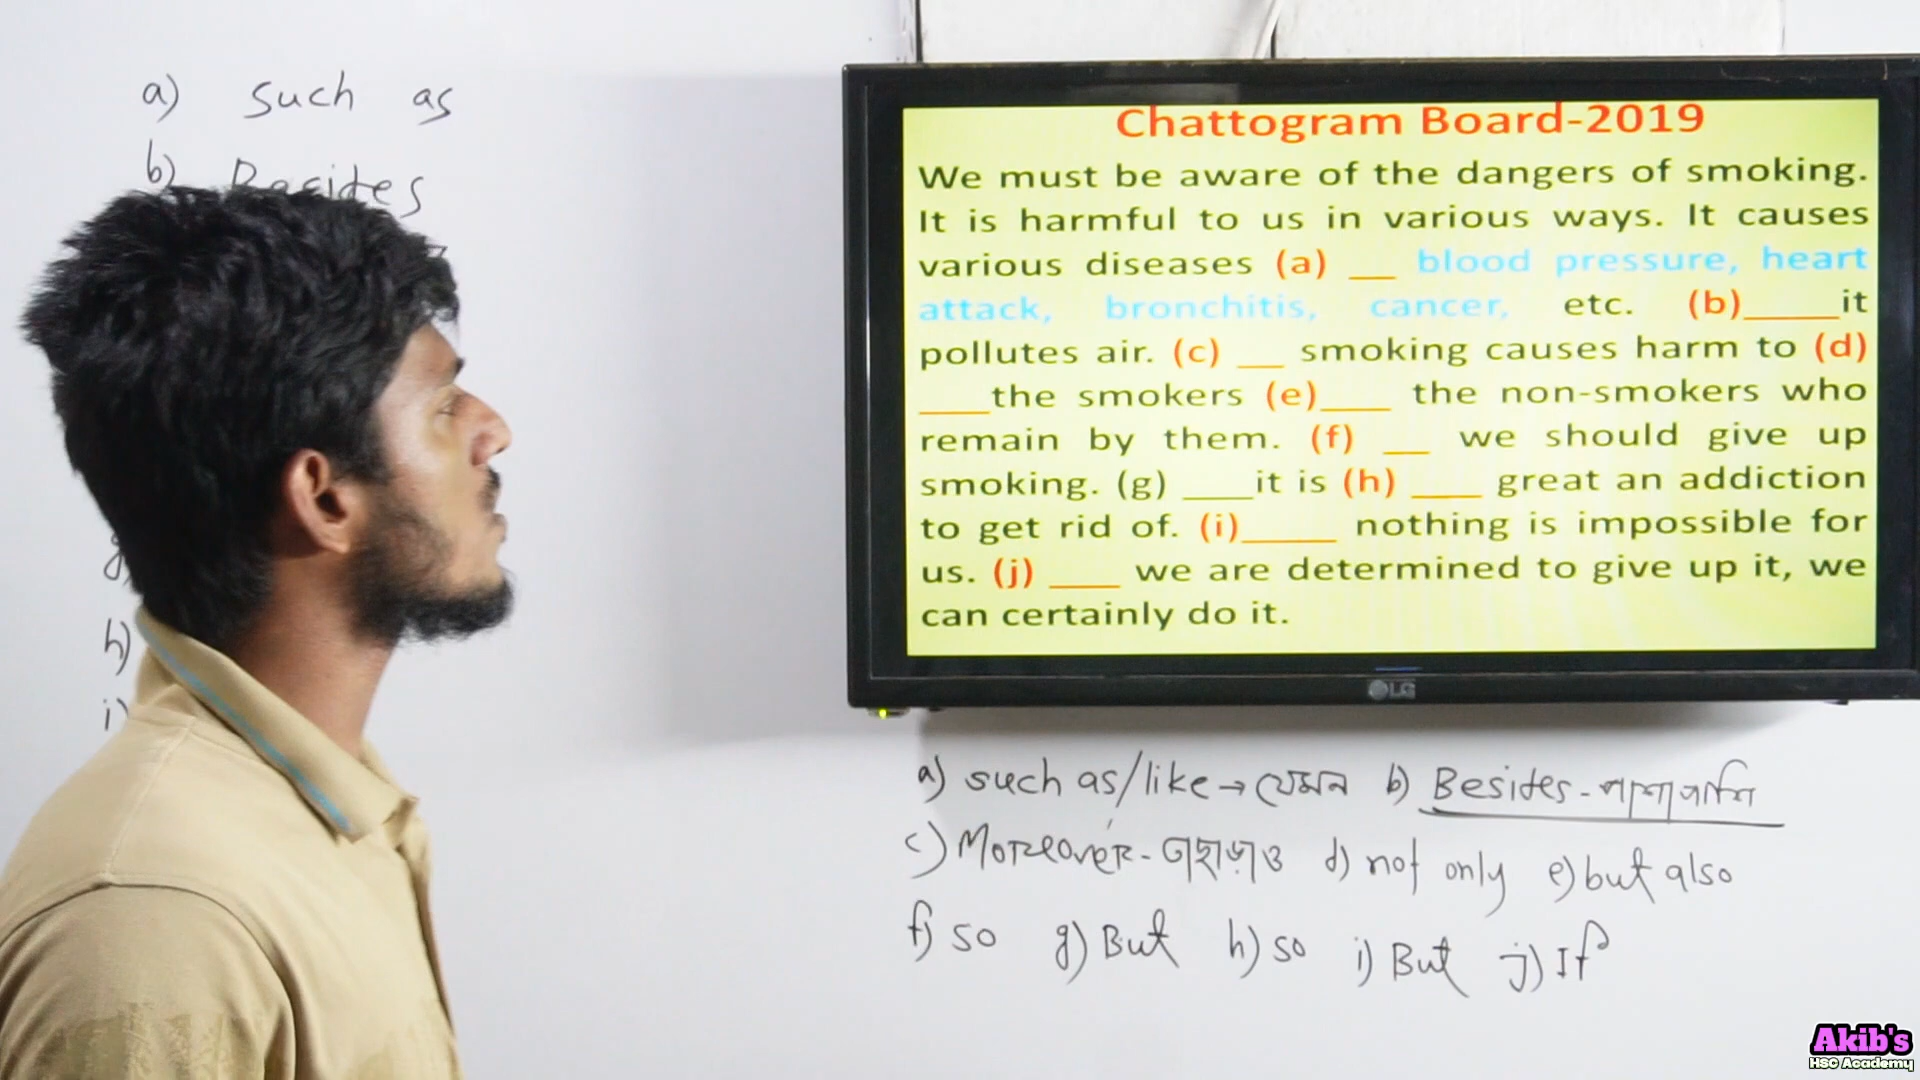 a) such as
b) Besides
h)
i)
Chattogram Board-2019
We must be aware of the dangers of smoking.
It is harmful to us in various ways. It causes
various diseases (a) __ blood pressure, heart
attack, bronchitis, cancer, etc. (b)____it
pollutes air. (c) __ smoking causes harm to (d)
___the smokers (e)___ the non-smokers who
remain by them. (f) __ we should give up
smoking. (g) ___it is (h) ___ great an addiction
to get rid of. (i)____ nothing is impossible for
us. (j) ___ we are determined to give up it, we
can certainly do it.
LG
a) such as/like → যেমন b) Besides - পাশাপাশি
c) Moreover - তাছাড়াও d) not only e) but also
f) so g) But h) so i) But j) If
Akib's
HSC Academy